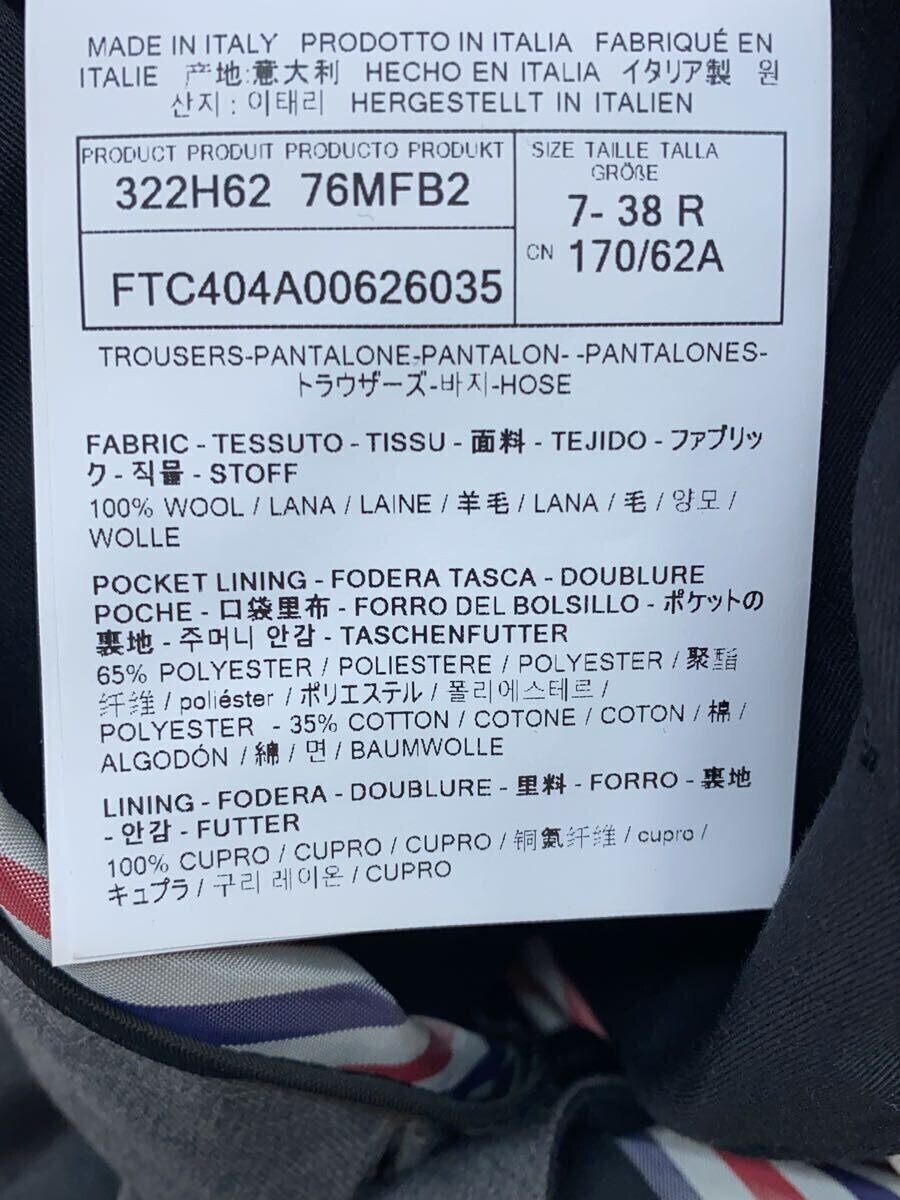 MADE IN ITALY PRODOTTO IN ITALIA FABRIQUÉ EN
ITALIE 产地:意大利 HECHO EN ITALIA イタリア製 원
산지 : 이태리 HERGESTELLT IN ITALIEN
PRODUCT PRODUIT PRODUCTO PRODUKT
322H62 76MFB2
FTC404A00626035
SIZE TAILLE TALLA
GRÖßE
7- 38 R
CN 170/62A
TROUSERS-PANTALONE-PANTALON- -PANTALONES-
トラウザーズ-바지-HOSE
FABRIC - TESSUTO - TISSU - 面料 - TEJIDO - ファブリッ
ク - 직물 - STOFF
100% WOOL / LANA / LAINE / 羊毛 / LANA / 毛 / 양모 /
WOLLE
POCKET LINING - FODERA TASCA - DOUBLURE
POCHE - 口袋里布 - FORRO DEL BOLSILLO - ポケットの
裏地 - 주머니 안감 - TASCHENFUTTER
65% POLYESTER / POLIESTERE / POLYESTER / 聚酯
纤维 / poliéster / ポリエステル / 폴리에스테르 /
POLYESTER - 35% COTTON / COTONE / COTON / 棉 /
ALGODÓN / 綿 / 면 / BAUMWOLLE
LINING - FODERA - DOUBLURE - 里料 - FORRO - 裏地
- 안감 - FUTTER
100% CUPRO / CUPRO / CUPRO / 铜氨纤维 / cupro /
キュプラ / 구리 레이온 / CUPRO